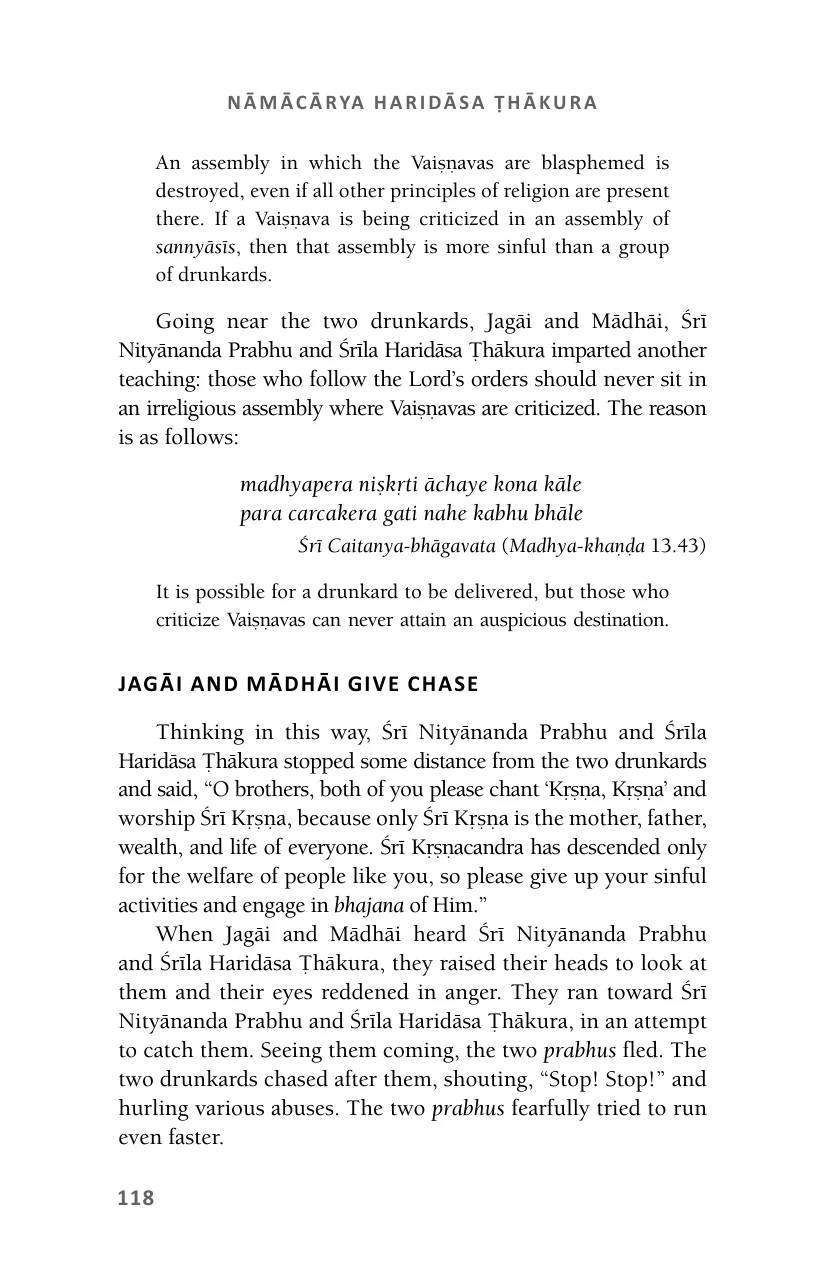 NĀMĀCĀRYA HARIDĀSA ṬHĀKURA
An assembly in which the Vaiṣṇavas are blasphemed is
destroyed, even if all other principles of religion are present
there. If a Vaiṣṇava is being criticized in an assembly of
sannyāsīs, then that assembly is more sinful than a group
of drunkards.
Going near the two drunkards, Jagāi and Mādhāi, Śrī
Nityānanda Prabhu and Śrīla Haridāsa Ṭhākura imparted another
teaching: those who follow the Lord’s orders should never sit in
an irreligious assembly where Vaiṣṇavas are criticized. The reason
is as follows:
madhyapera niṣkṛti āchaye kona kāle
para carcakera gati nahe kabhu bhāle
Śrī Caitanya-bhāgavata (Madhya-khaṇḍa 13.43)
It is possible for a drunkard to be delivered, but those who
criticize Vaiṣṇavas can never attain an auspicious destination.
JAGĀI AND MĀDHĀI GIVE CHASE
Thinking in this way, Śrī Nityānanda Prabhu and Śrīla
Haridāsa Ṭhākura stopped some distance from the two drunkards
and said, “O brothers, both of you please chant ‘Kṛṣṇa, Kṛṣṇa’ and
worship Śrī Kṛṣṇa, because only Śrī Kṛṣṇa is the mother, father,
wealth, and life of everyone. Śrī Kṛṣṇacandra has descended only
for the welfare of people like you, so please give up your sinful
activities and engage in bhajana of Him.”
When Jagāi and Mādhāi heard Śrī Nityānanda Prabhu
and Śrīla Haridāsa Ṭhākura, they raised their heads to look at
them and their eyes reddened in anger. They ran toward Śrī
Nityānanda Prabhu and Śrīla Haridāsa Ṭhākura, in an attempt
to catch them. Seeing them coming, the two prabhus fled. The
two drunkards chased after them, shouting, “Stop! Stop!” and
hurling various abuses. The two prabhus fearfully tried to run
even faster.
118